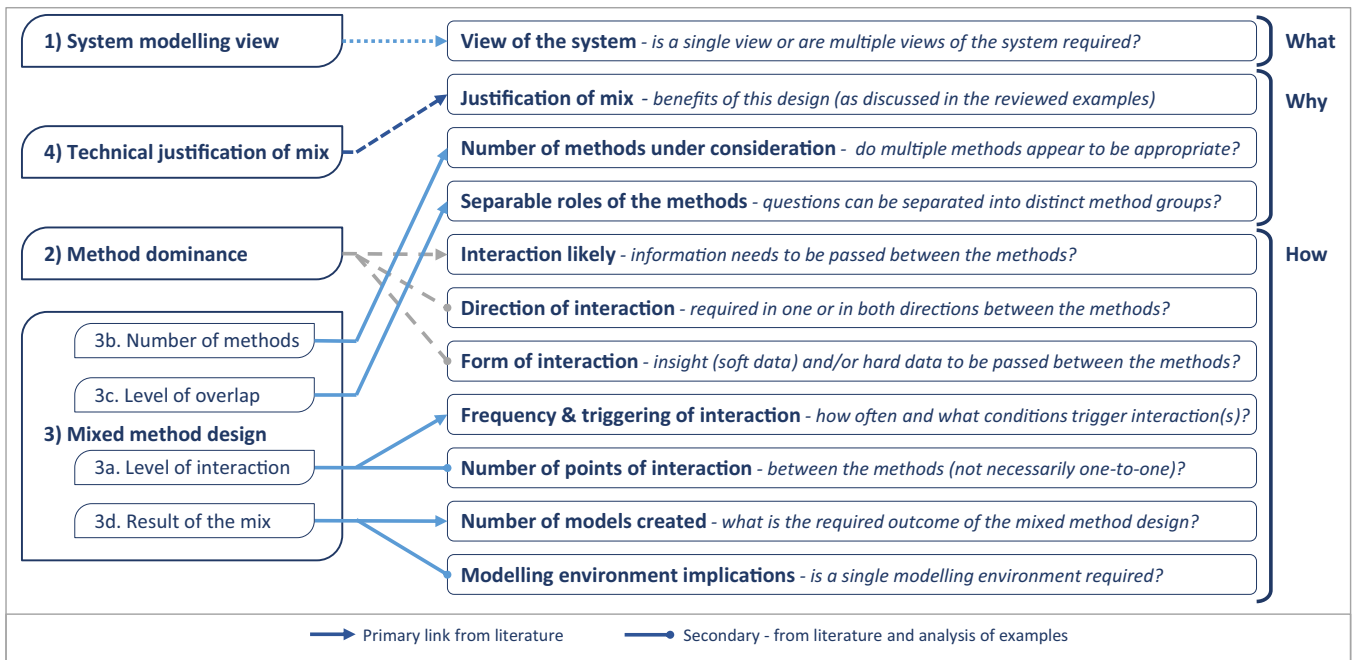 1) System modelling view
View of the system - is a single view or are multiple views of the system required?
What
Justification of mix - benefits of this design (as discussed in the reviewed examples)
Why
4) Technical justification of mix
Number of methods under consideration - do multiple methods appear to be appropriate?
Separable roles of the methods - questions can be separated into distinct method groups?
2) Method dominance
Interaction likely - information needs to be passed between the methods?
How
Direction of interaction - required in one or in both directions between the methods?
3b. Number of methods
Form of interaction - insight (soft data) and/or hard data to be passed between the methods?
3c. Level of overlap
Frequency & triggering of interaction - how often and what conditions trigger interaction(s)?
3) Mixed method design
3a. Level of interaction
Number of points of interaction - between the methods (not necessarily one-to-one)?
3d. Result of the mix
Number of models created - what is the required outcome of the mixed method design?
Modelling environment implications - is a single modelling environment required?
Primary link from literature
Secondary - from literature and analysis of examples